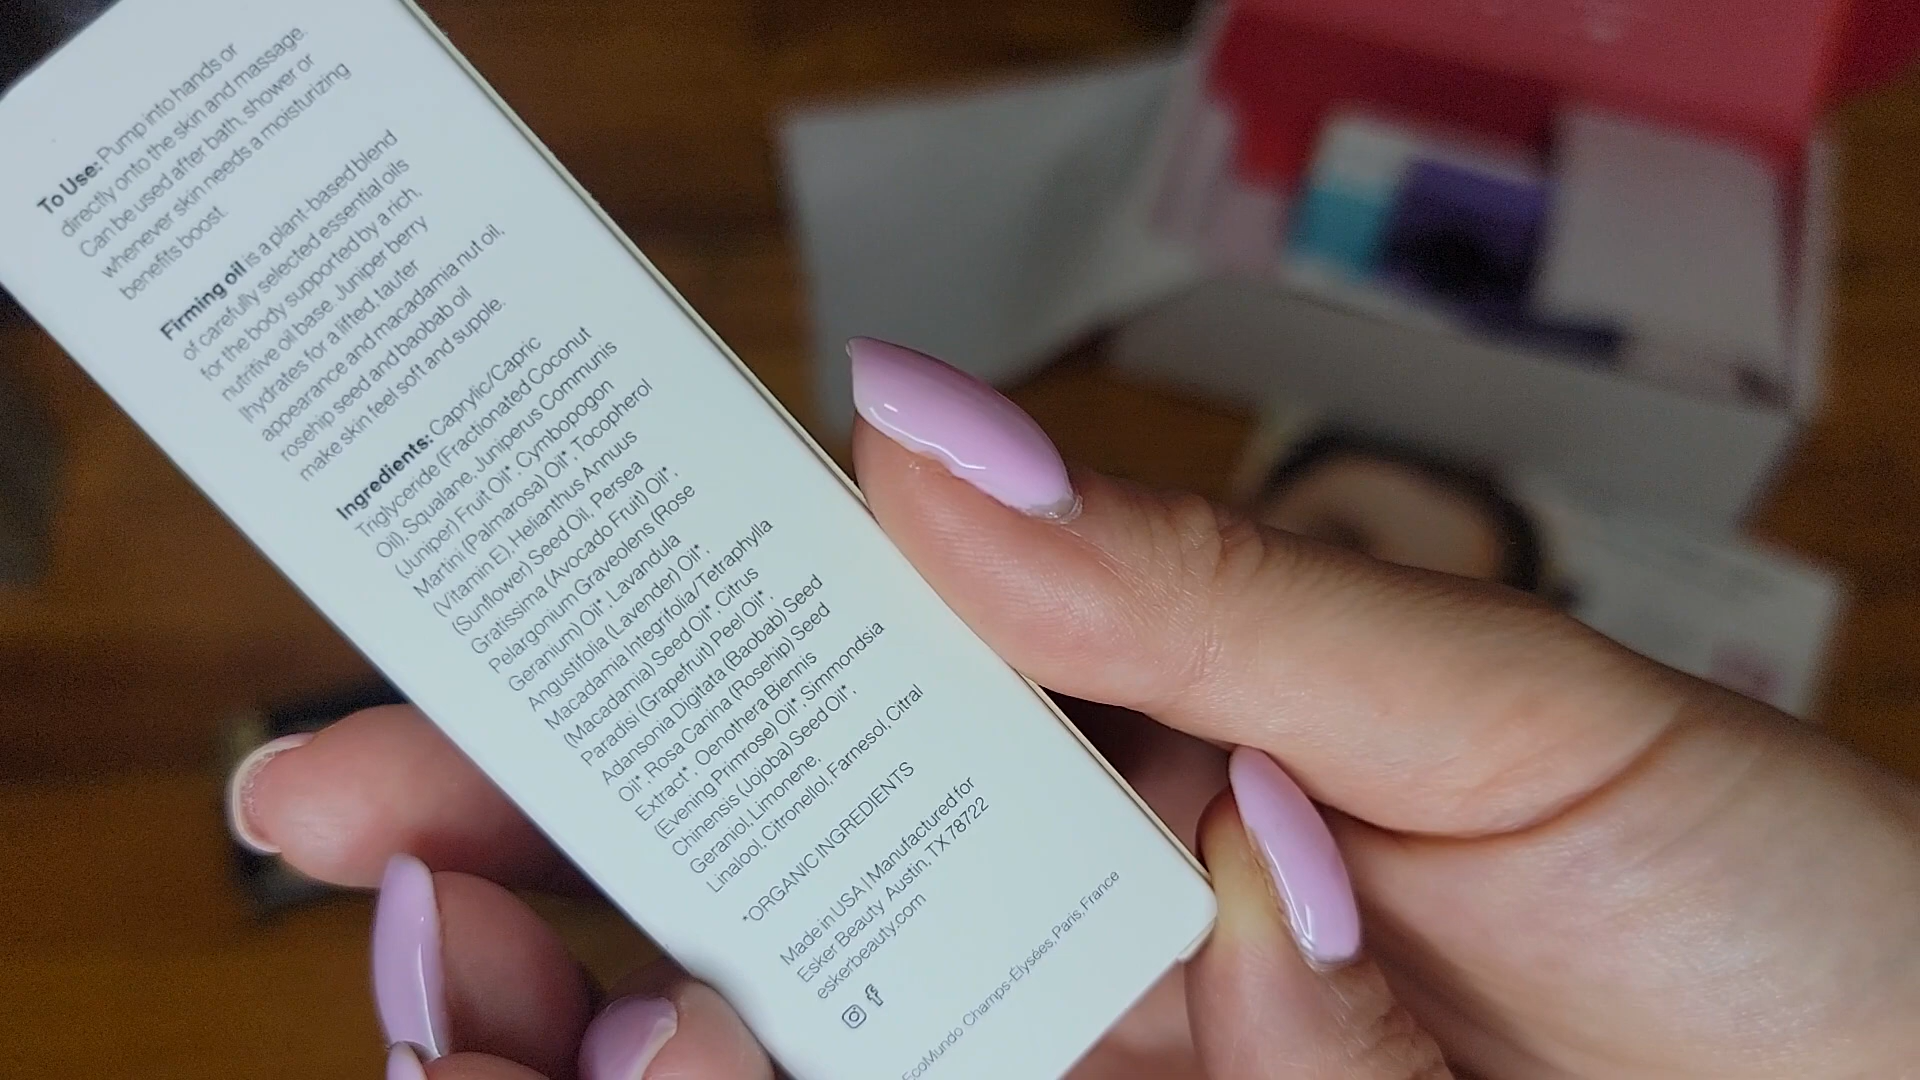 To Use: Pump into hands or
directly onto the skin and massage.
Can be used after bath, shower or
whenever skin needs a moisturizing
benefits boost.
Firming oil is a plant-based blend
of carefully selected essential oils
for the body supported by a rich,
nutritive oil base. Juniper berry
lhydrates for a lifted, tauter
appearance and macadamia nut oil,
rosehip seed and baobab oil
make skin feel soft and supple.
Ingredients: Caprylic/Capric
Triglyceride (Fractionated Coconut
Oil), Squalane, Juniperus Communis
(Juniper) Fruit Oil*, Cymbopogon
Martini (Palmarosa) Oil*, Tocopherol
(Vitamin E), Helianthus Annuus
(Sunflower) Seed Oil, Persea
Gratissima (Avocado Fruit) Oil*,
Pelargonium Graveolens (Rose
Geranium) Oil*, Lavandula
Angustifolia (Lavender) Oil*,
Macadamia Integrifolia/Tetraphylla
(Macadamia) Seed Oil*, Citrus
Paradisi (Grapefruit) Peel Oil*,
Adansonia Digitata (Baobab) Seed
Oil*, Rosa Canina (Rosehip) Seed
Extract*, Oenothera Biennis
(Evening Primrose) Oil*, Simmondsia
Chinensis (Jojoba) Seed Oil*,
Geraniol, Limonene,
Linalool, Citronellol, Farnesol, Citral
*ORGANIC INGREDIENTS
Made in USA | Manufactured for
Esker Beauty, Austin, TX 78722
eskerbeauty.com
EcoMundo Champs-Élysées, Paris, France